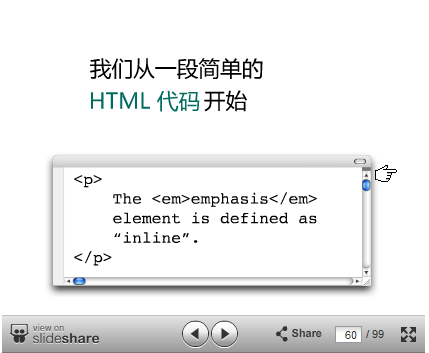 我们从一段简单的
HTML 代码开始
<p>
The <em>emphasis</em>
element is defined as
“inline”.
</p>
view on
slideshare
Share
60 / 99